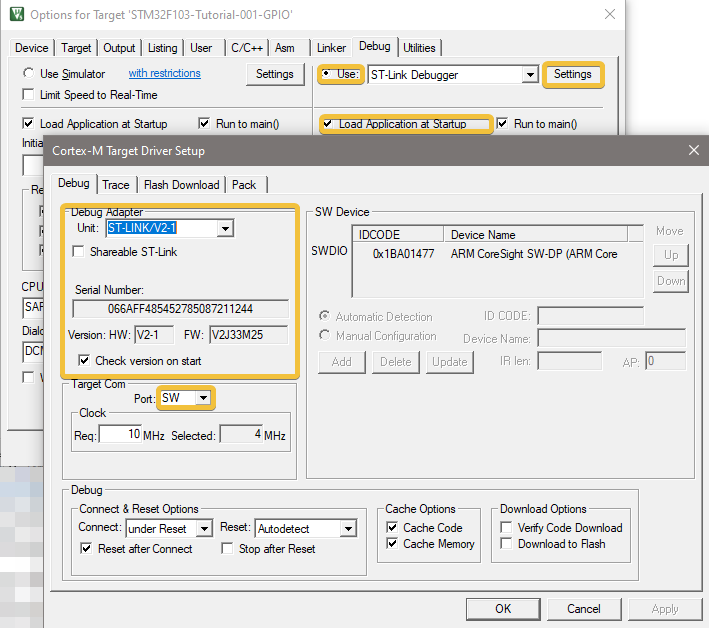 Options for Target 'STM32F103-Tutorial-001-GPIO'
Device Target Output Listing User C/C++ Asm Linker Debug Utilities
Use Simulator with restrictions Settings Use: ST-Link Debugger Settings
Limit Speed to Real-Time
Load Application at Startup Run to main() Load Application at Startup Run to main()
Cortex-M Target Driver Setup
Debug Trace Flash Download Pack
Debug Adapter
Unit: ST-LINK/V2-1
Shareable ST-Link
Serial Number:
066AFF485452785087211244
Version: HW: V2-1 FW: V2J33M25
Check version on start
SW Device
IDCODE Device Name Move
SWDIO 0x1BA01477 ARM CoreSight SW-DP (ARM Core Up
Down
Automatic Detection ID CODE:
Manual Configuration Device Name:
Add Delete Update IR len: AP: 0
Target Com
Port: SW
Clock
Req: 10 MHz Selected: 4 MHz
Debug
Connect & Reset Options
Connect: under Reset Reset: Autodetect
Reset after Connect Stop after Reset
Cache Options
Cache Code
Cache Memory
Download Options
Verify Code Download
Download to Flash
OK Cancel Apply